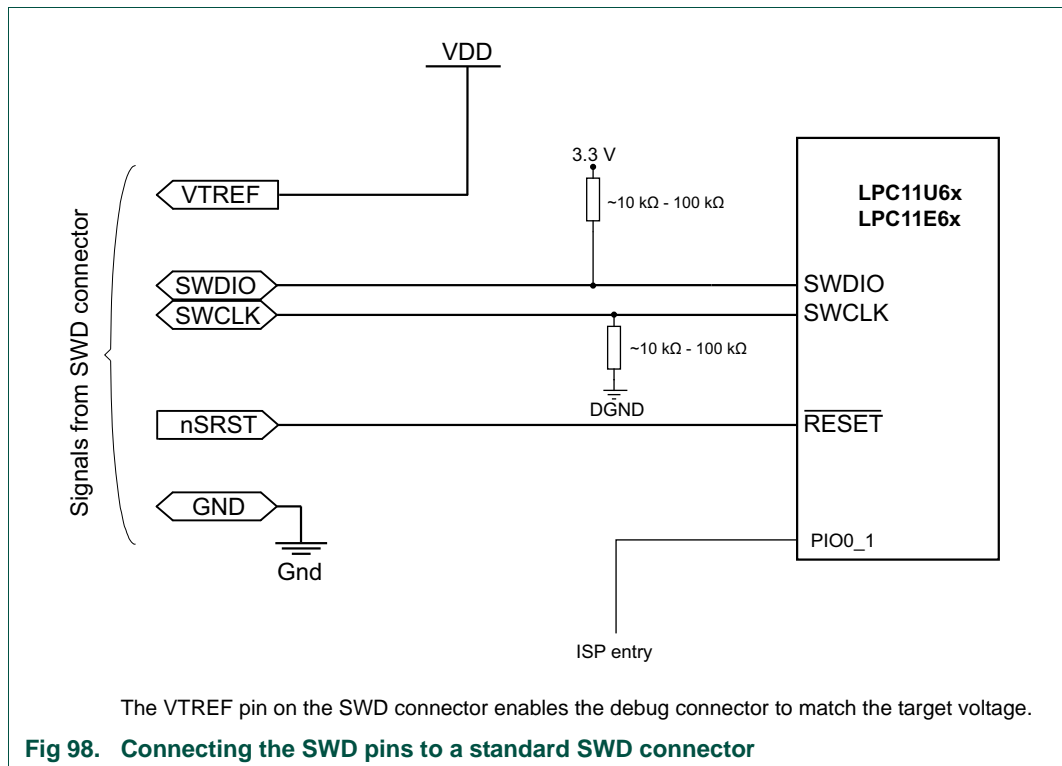 VDD
3.3 V
VTREF
~10 kΩ - 100 kΩ
LPC11U6x
LPC11E6x
Signals from SWD connector
SWDIO
SWDIO
SWCLK
SWCLK
~10 kΩ - 100 kΩ
DGND
nSRST
RESET
GND
Gnd
PIO0_1
ISP entry
The VTREF pin on the SWD connector enables the debug connector to match the target voltage.
Fig 98. Connecting the SWD pins to a standard SWD connector